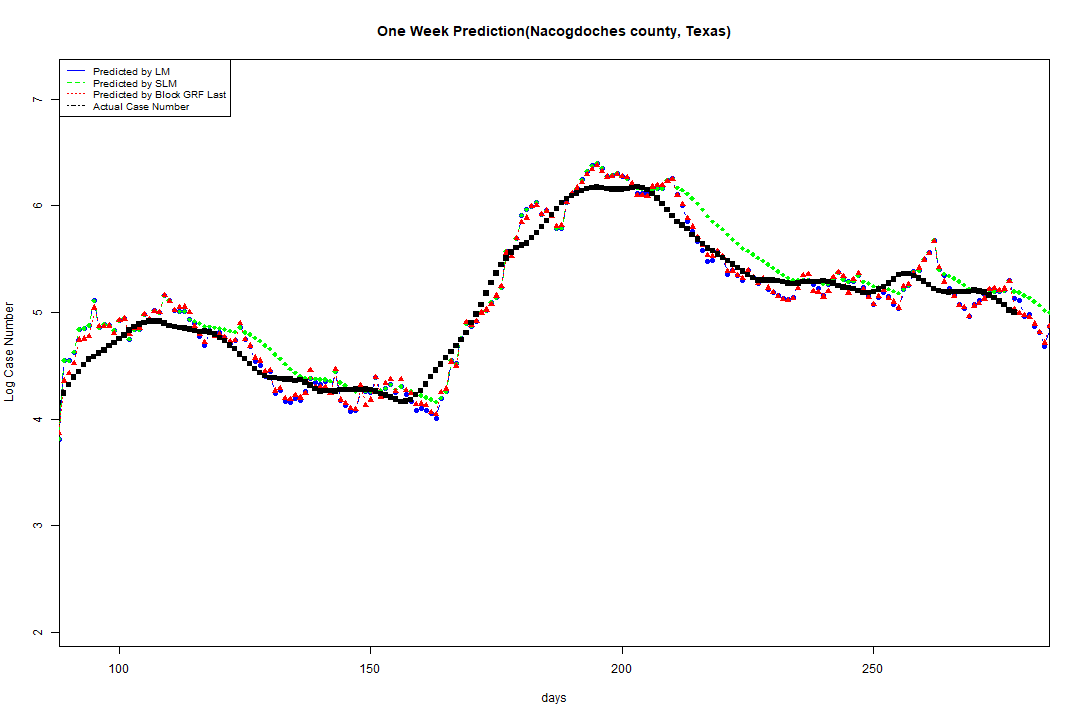 One Week Prediction(Nacogdoches county, Texas)
Predicted by LM
Predicted by SLM
Predicted by Block GRF Last
Actual Case Number
Log Case Number
7
6
5
4
3
2
100 150 200 250
days